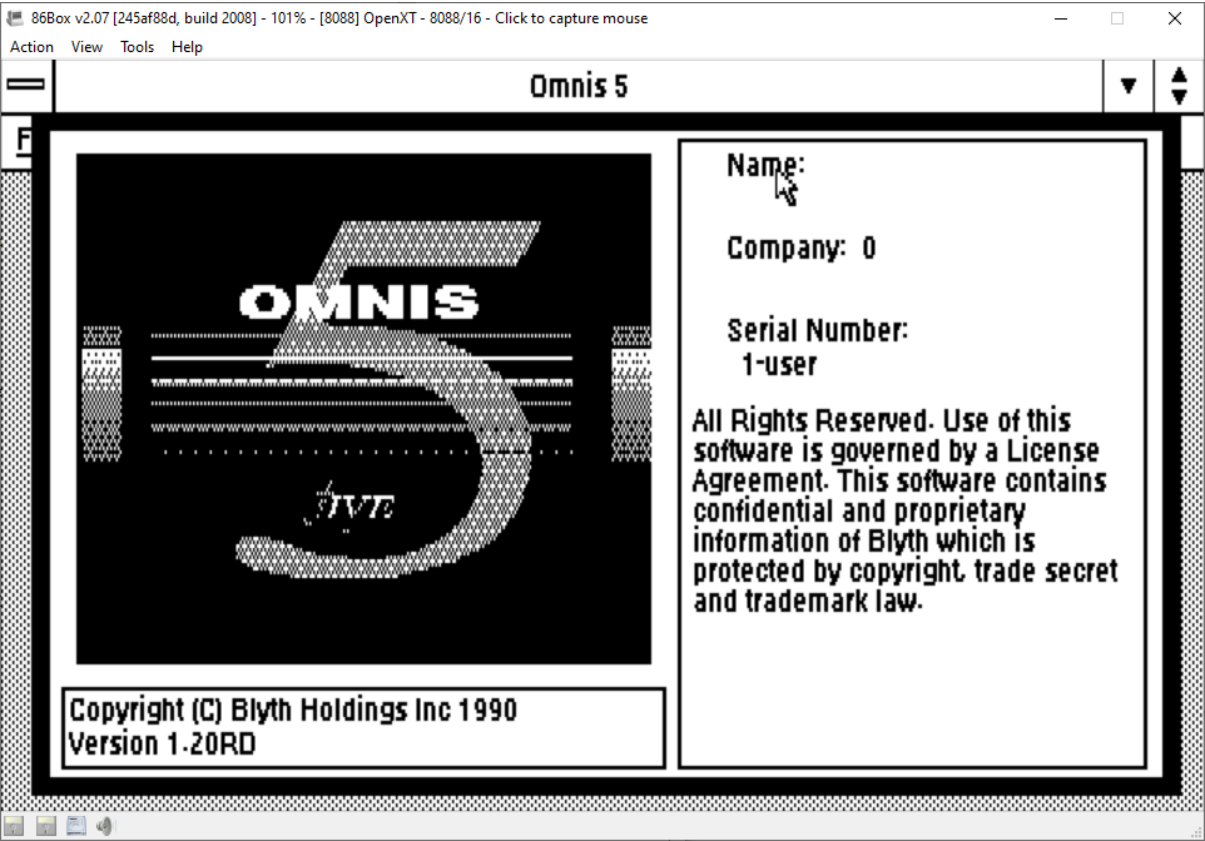 86Box v2.07 [245af88d, build 2008] - 101% - [8088] OpenXT - 8088/16 - Click to capture mouse
Action View Tools Help
Omnis 5
F
OMNIS
5
Name:
Company: 0
Serial Number:
1-user
All Rights Reserved. Use of this
software is governed by a License
Agreement. This software contains
confidential and proprietary
information of Blyth which is
protected by copyright, trade secret
and trademark law.
Copyright (C) Blyth Holdings Inc 1990
Version 1.20RD